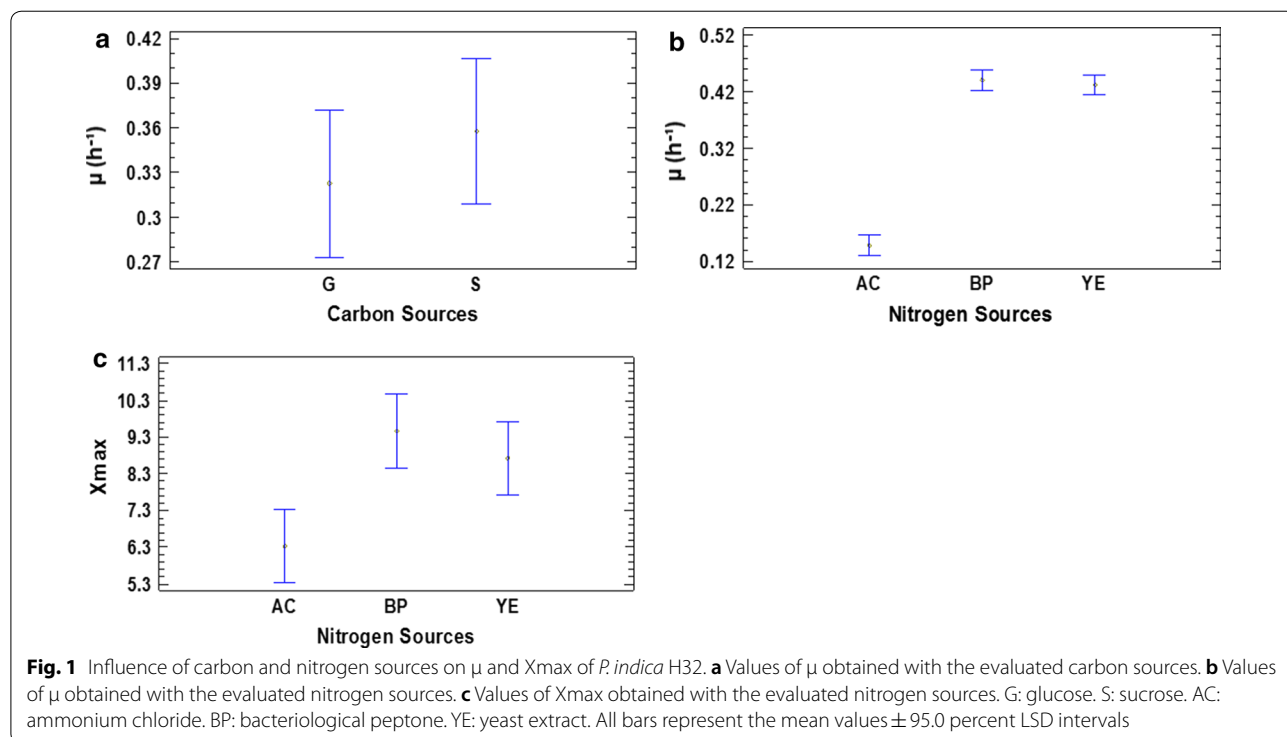 a
0.42
0.39
0.36
0.33
0.3
0.27
µ (h⁻¹)
G S
Carbon Sources
b
0.52
0.42
0.32
0.22
0.12
µ (h⁻¹)
AC BP YE
Nitrogen Sources
c
11.3
10.3
9.3
8.3
7.3
6.3
5.3
Xmax
AC BP YE
Nitrogen Sources
Fig. 1 Influence of carbon and nitrogen sources on µ and Xmax of P. indica H32. a Values of µ obtained with the evaluated carbon sources. b Values
of µ obtained with the evaluated nitrogen sources. c Values of Xmax obtained with the evaluated nitrogen sources. G: glucose. S: sucrose. AC:
ammonium chloride. BP: bacteriological peptone. YE: yeast extract. All bars represent the mean values ± 95.0 percent LSD intervals